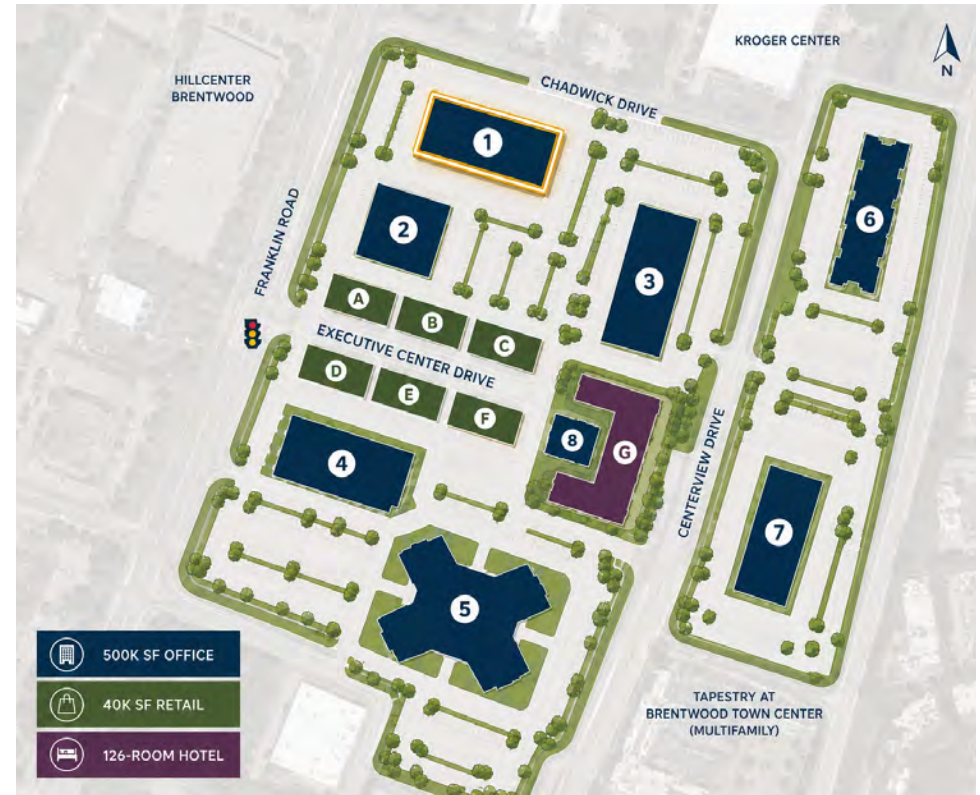 KROGER CENTER
N
HILLCENTER
BRENTWOOD
CHADWICK DRIVE
1
6
2
3
FRANKLIN ROAD
A
B
C
EXECUTIVE CENTER DRIVE
D
E
F
8
G
4
CENTERVIEW DRIVE
7
5
500K SF OFFICE
40K SF RETAIL
126-ROOM HOTEL
TAPESTRY AT
BRENTWOOD TOWN CENTER
(MULTIFAMILY)